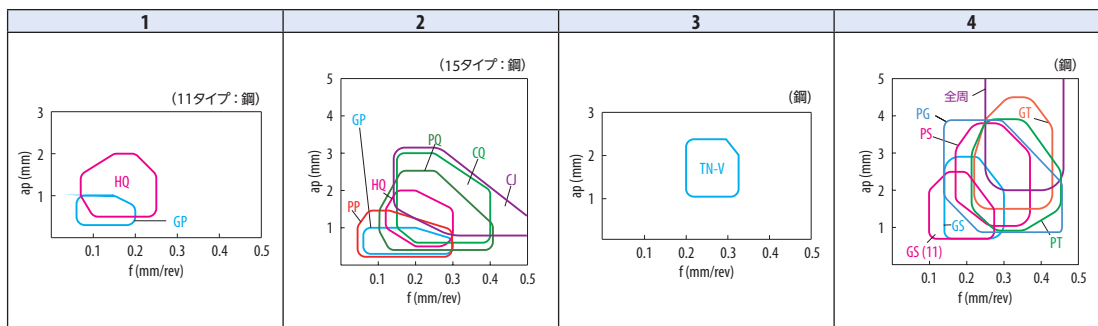 1
2
3
4
(11タイプ：鋼)
3
2
1
ap (mm)
HQ
GP
0.1
0.2
0.3
0.4
0.5
f (mm/rev)
(15タイプ：鋼)
5
4
3
2
1
ap (mm)
GP
PQ
CQ
HQ
CJ
PP
0.1
0.2
0.3
0.4
0.5
f (mm/rev)
(鋼)
3
2
1
ap (mm)
TN-V
0.1
0.2
0.3
0.4
0.5
f (mm/rev)
(鋼)
5
4
3
2
1
ap (mm)
全周
PG
GT
PS
GS
GS (11)
PT
0.1
0.2
0.3
0.4
0.5
f (mm/rev)